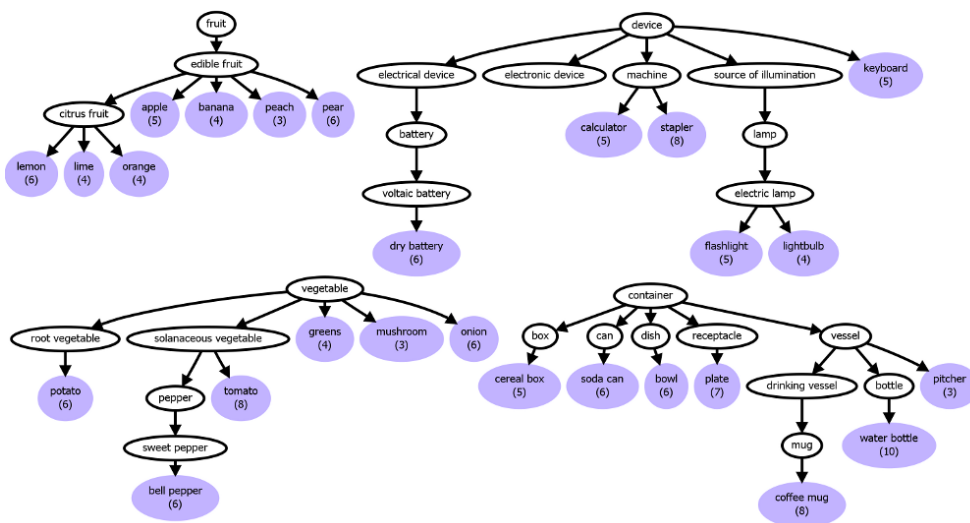 fruit
edible fruit
citrus fruit
apple
(5)
banana
(4)
peach
(3)
pear
(6)
lemon
(6)
lime
(4)
orange
(4)
device
electrical device
electronic device
machine
source of illumination
keyboard
(5)
battery
calculator
(5)
stapler
(8)
lamp
voltaic battery
electric lamp
dry battery
(6)
flashlight
(5)
lightbulb
(4)
vegetable
root vegetable
solanaceous vegetable
greens
(4)
mushroom
(3)
onion
(6)
potato
(6)
pepper
tomato
(8)
sweet pepper
bell pepper
(6)
container
box
can
dish
receptacle
vessel
cereal box
(5)
soda can
(6)
bowl
(6)
plate
(7)
drinking vessel
bottle
pitcher
(3)
mug
water bottle
(10)
coffee mug
(8)